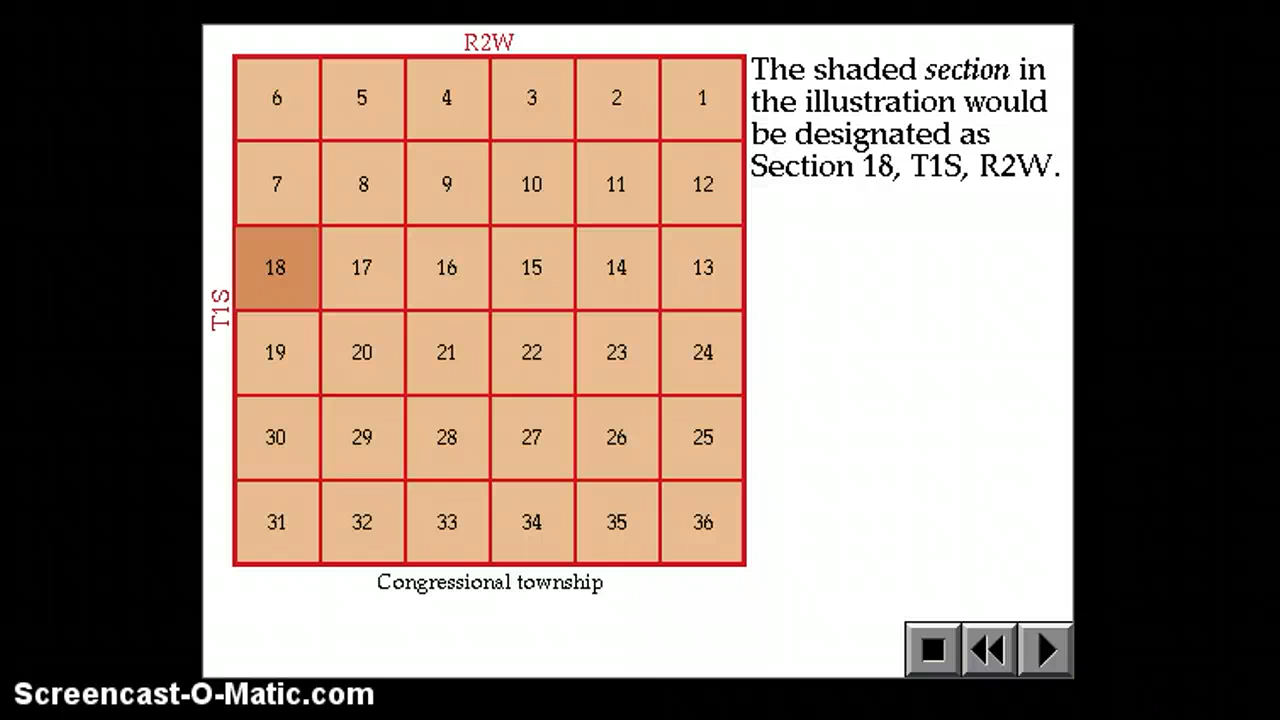 R2W
The shaded section in
the illustration would
be designated as
Section 18, T1S, R2W.
6 5 4 3 2 1
7 8 9 10 11 12
18 17 16 15 14 13
T1S
19 20 21 22 23 24
30 29 28 27 26 25
31 32 33 34 35 36
Congressional township
Screencast-O-Matic.com